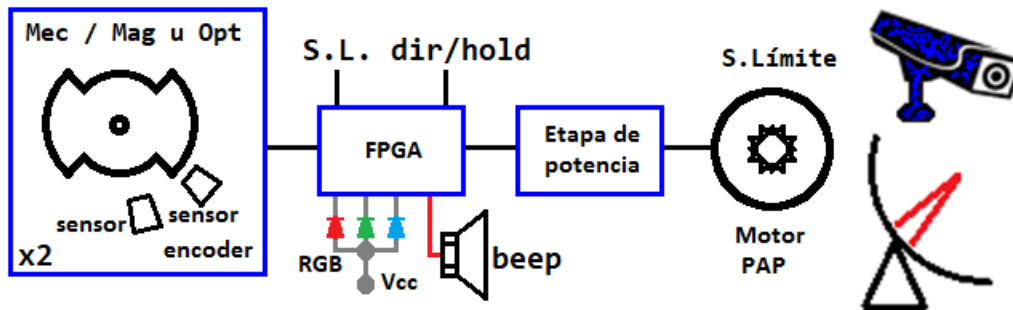 Mec / Mag u Opt
sensor
sensor
encoder
x2
S.L. dir/hold
FPGA
RGB
Vcc
beep
Etapa de
potencia
S.Límite
Motor
PAP